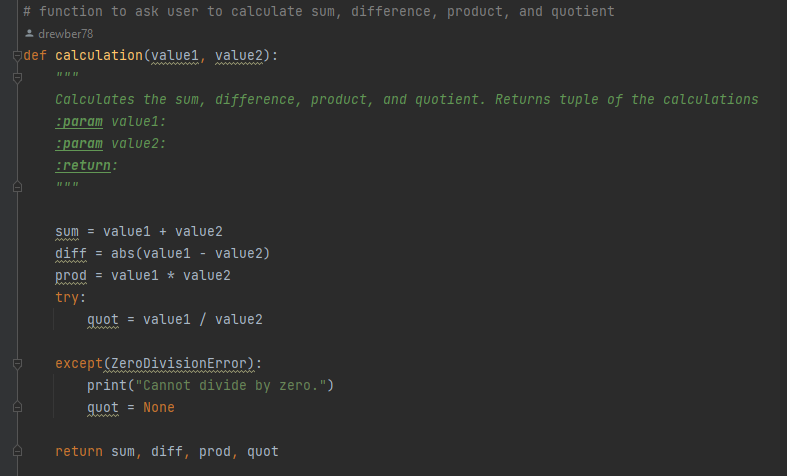 # function to ask user to calculate sum, difference, product, and quotient
drewber78
def calculation(value1, value2):
"""
Calculates the sum, difference, product, and quotient. Returns tuple of the calculations
:param value1:
:param value2:
:return:
"""
sum = value1 + value2
diff = abs(value1 - value2)
prod = value1 * value2
try:
quot = value1 / value2
except(ZeroDivisionError):
print("Cannot divide by zero.")
quot = None
return sum, diff, prod, quot